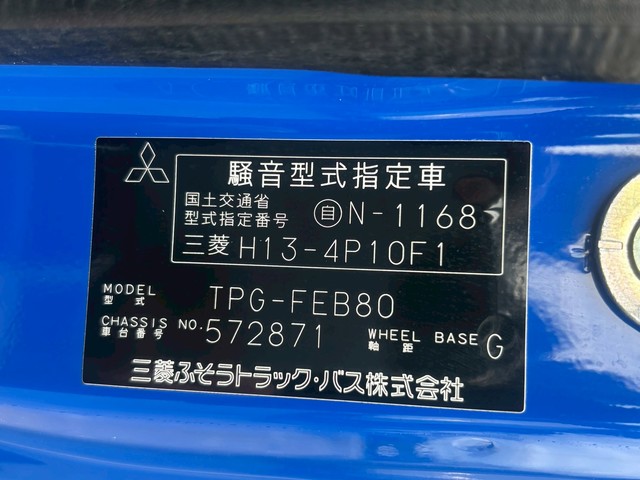 騒音型式指定車
国土交通省
型式指定番号 自N-1168
三菱 H13-4P10F1
MODEL
型式 TPG-FEB80
CHASSIS NO.
車台番号 572871 WHEEL BASE
軸距 G
三菱ふそうトラック・バス株式会社